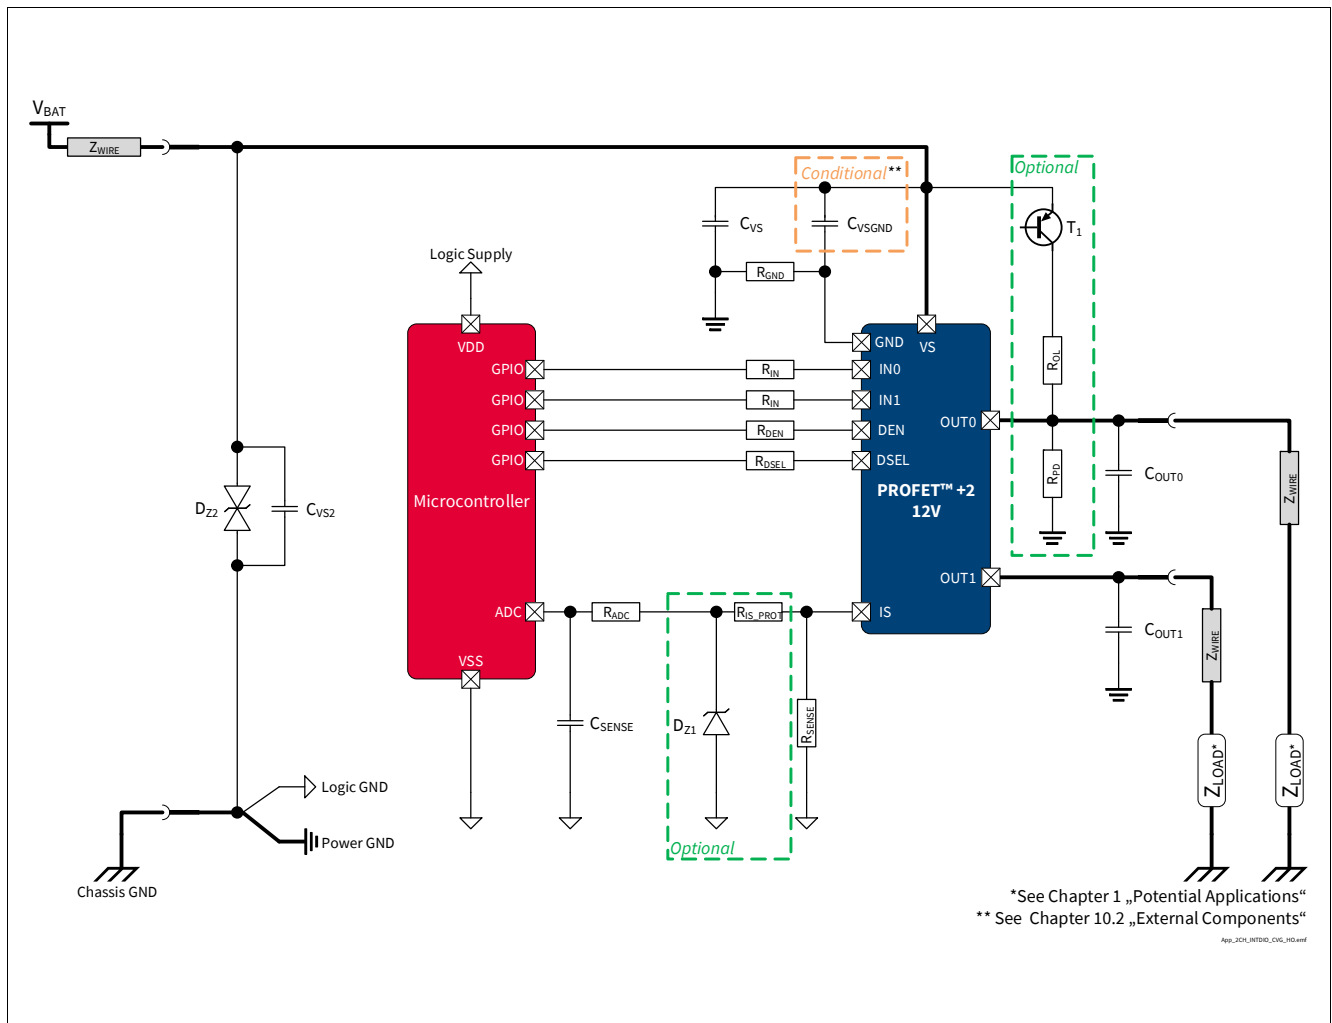 VBAT
ZWIRE
Conditional**
Optional
CVS
CVSGND
T1
Logic Supply
RGND
VDD
GND
VS
GPIO
RIN
IN0
ROL
GPIO
RIN
IN1
OUT0
GPIO
RDEN
DEN
GPIO
RDSEL
DSEL
RPD
COUT0
ZWIRE
PROFET™ +2
12V
Microcontroller
DZ2
CVS2
OUT1
ADC
RADC
RIS_PROT
IS
COUT1
ZWIRE
VSS
CSENSE
DZ1
RSENSE
ZLOAD*
ZLOAD*
Logic GND
Power GND
Optional
Chassis GND
*See Chapter 1 „Potential Applications“
** See Chapter 10.2 „External Components“
App_2CH_INTDIO_CVG_HO.emf